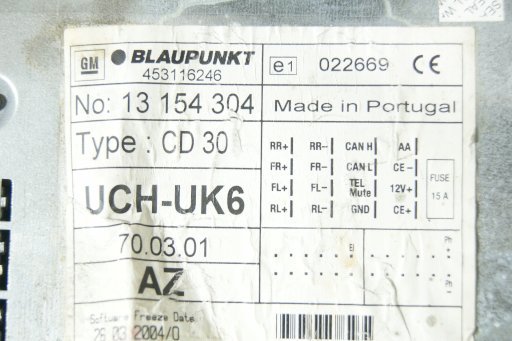 GM BLAUPUNKT
453116246
e1 022669 CE
No: 13 154 304
Made in Portugal
Type : CD 30
RR+ RR- CAN H AA
FR+ FR- CAN L CE-
FL+ FL- TEL Mute 12V+
RL+ RL- GND CE+
FUSE
15 A
UCH-UK6
70.03.01
AZ
Software Freeze Date
26 03 2004/0